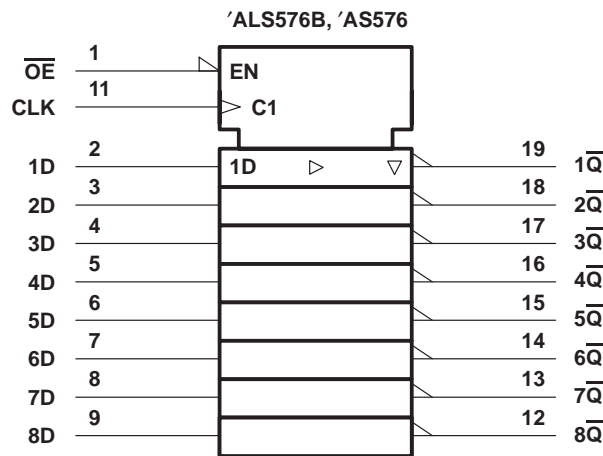 ′ALS576B, ′AS576
O̅E̅ 1 EN
CLK 11 C1
1D 2 1D 19 1Q̅
2D 3 18 2Q̅
3D 4 17 3Q̅
4D 5 16 4Q̅
5D 6 15 5Q̅
6D 7 14 6Q̅
7D 8 13 7Q̅
8D 9 12 8Q̅